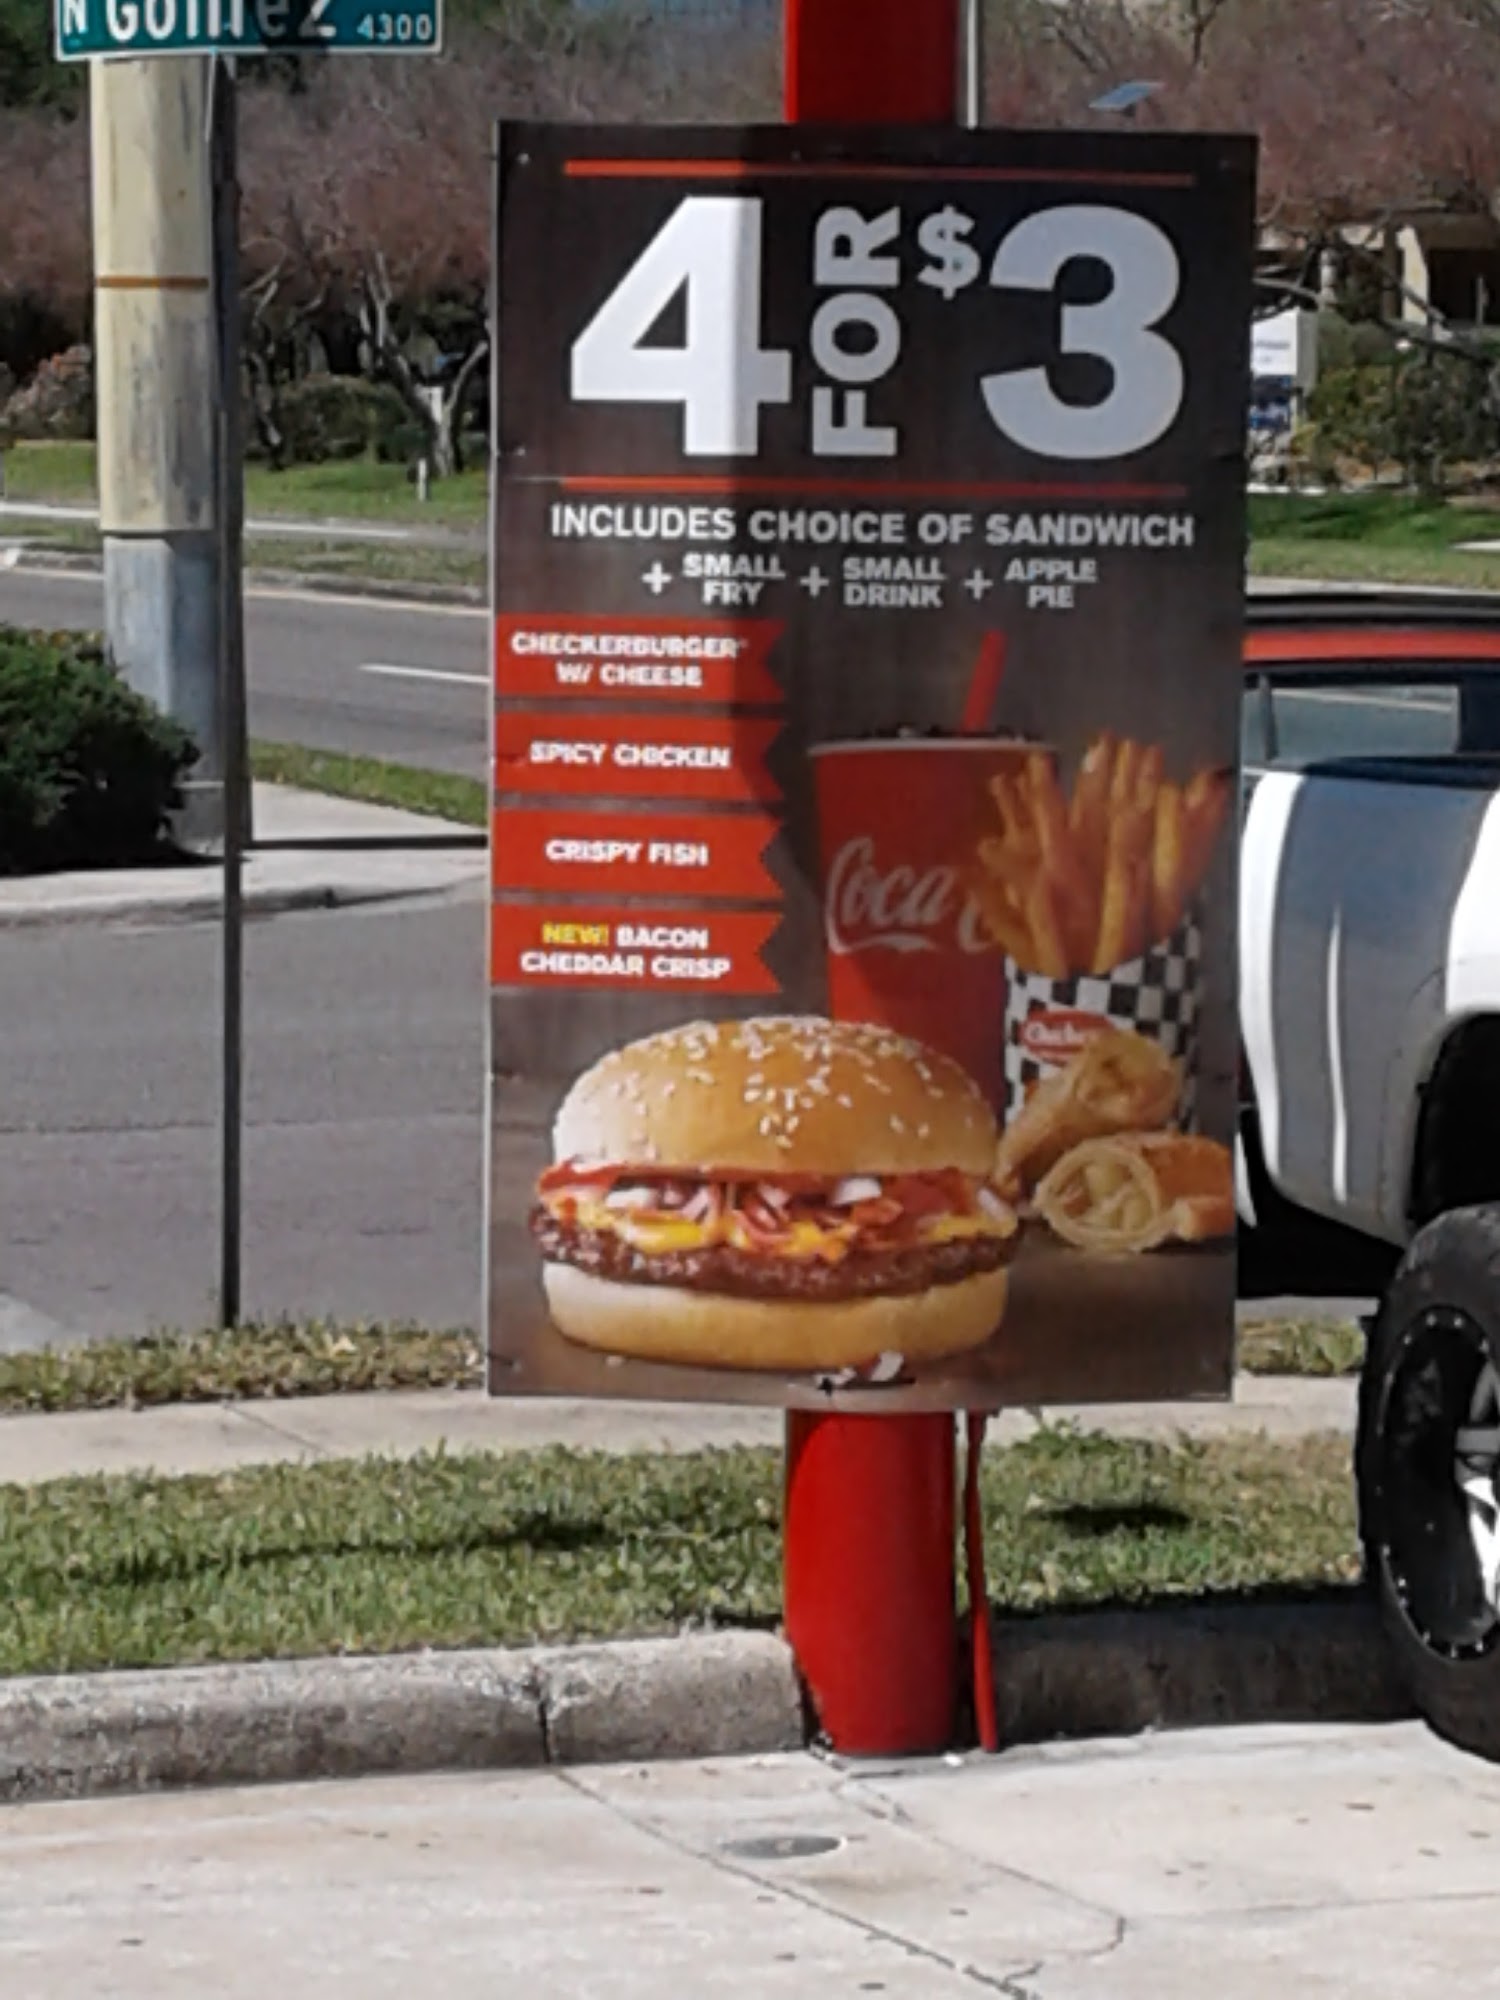 N Gomez 4300
4 FOR $3
INCLUDES CHOICE OF SANDWICH
+ SMALL FRY + SMALL DRINK + APPLE PIE
CHECKERBURGER
W/ CHEESE
SPICY CHICKEN
CRISPY FISH
NEW! BACON
CHEDDAR CRISP
Coca C
Checkers